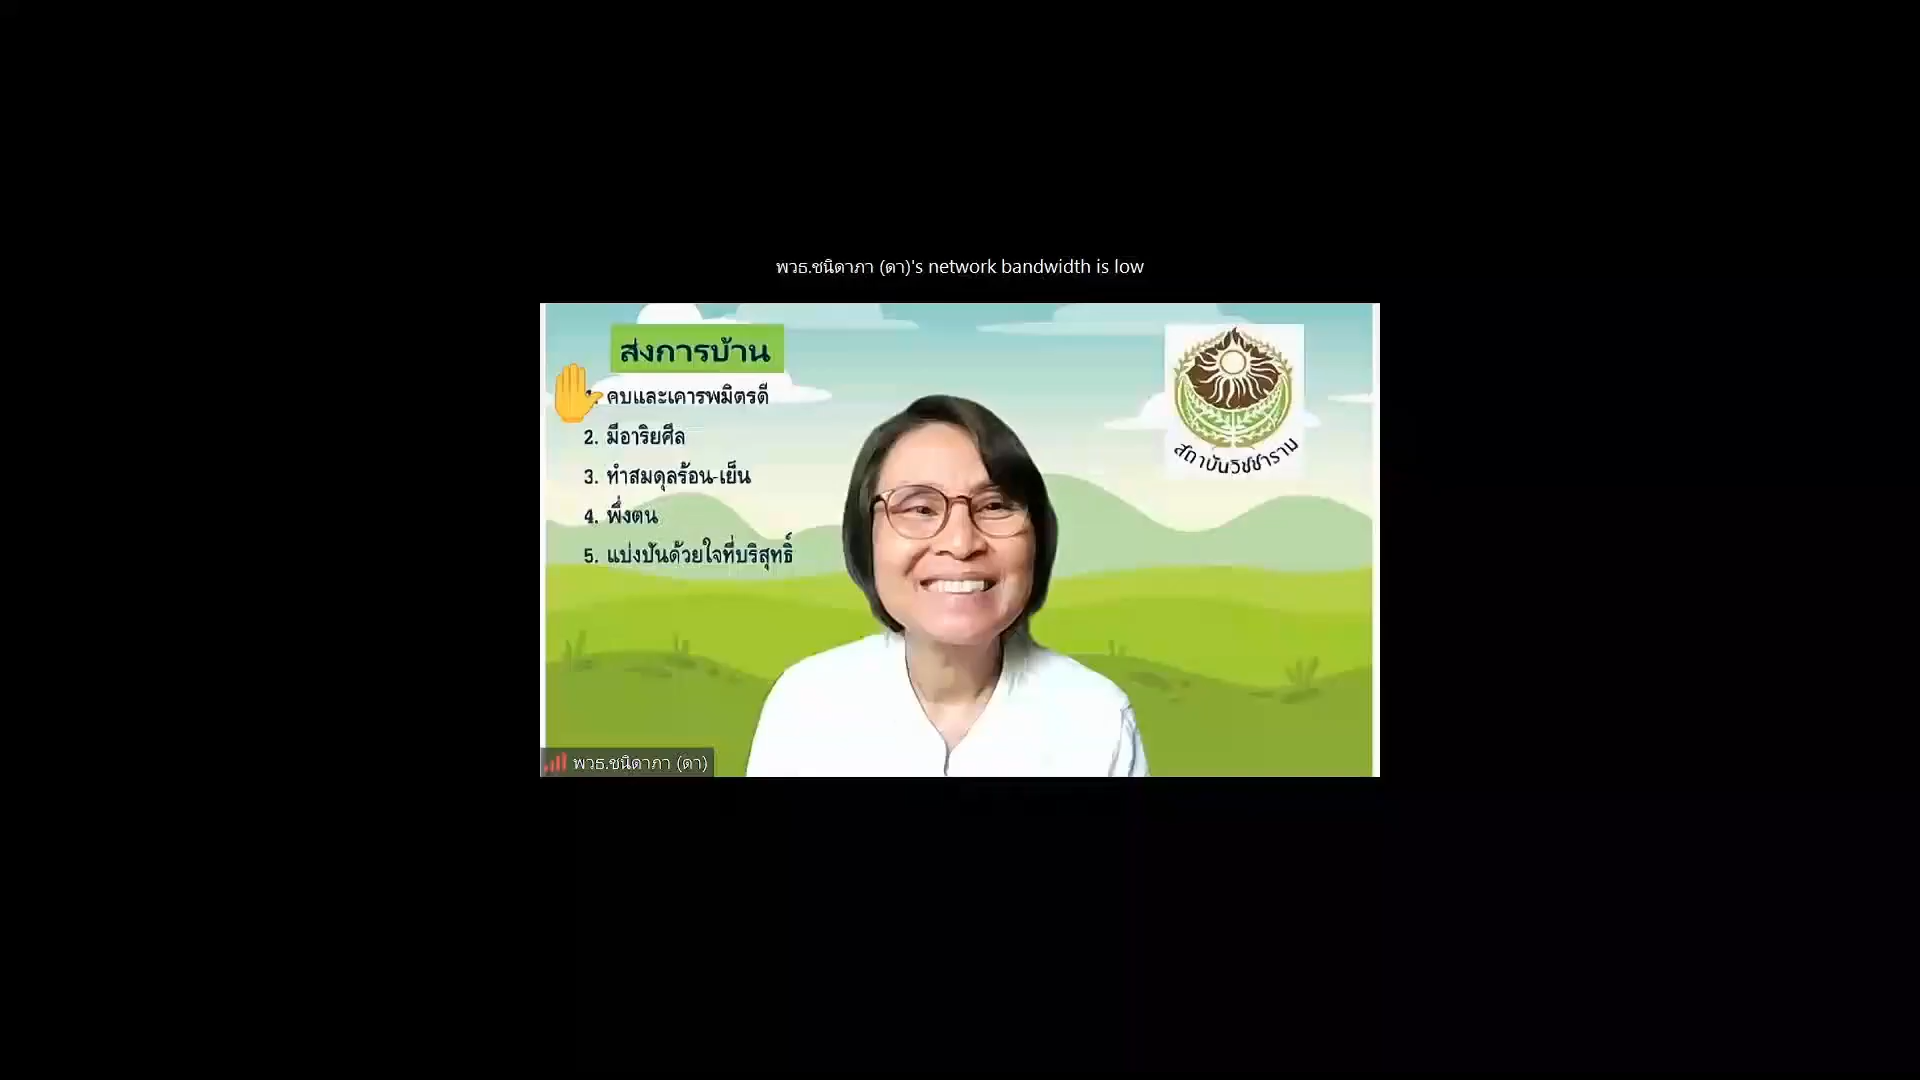 พวธ.ชนิดาภา (ดา)'s network bandwidth is low
ส่งการบ้าน
คบและเคารพมิตรดี
2. มีอาริยศีล
3. ทำสมดุลร้อน-เย็น
4. พึ่งตน
5. แบ่งปันด้วยใจที่บริสุทธิ์
สถาบันวิชชาราม
พวธ.ชนิดาภา (ดา)